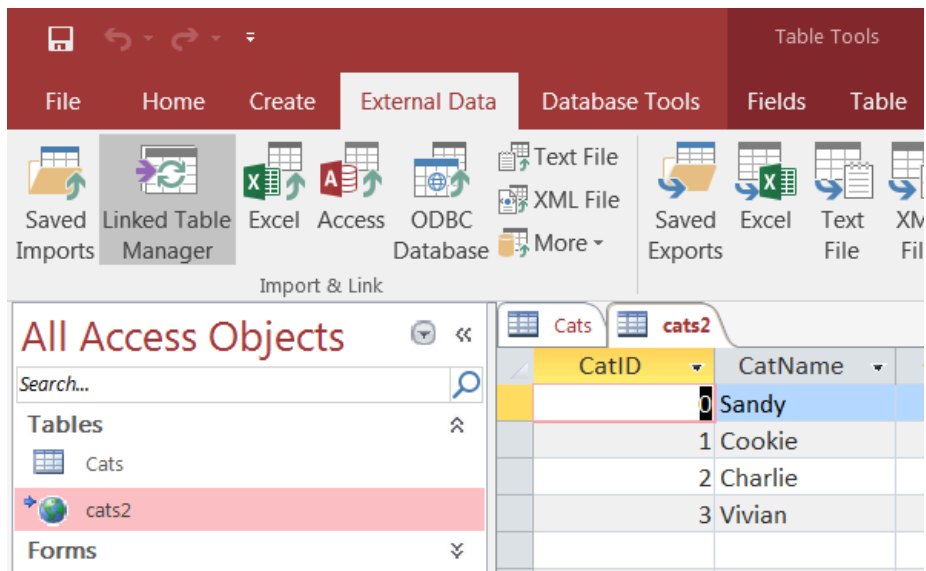 Table Tools
File Home Create External Data Database Tools Fields Table
Saved Imports
Linked Table Manager
Excel
Access
ODBC Database
Text File
XML File
More
Saved Exports
Excel
Text File
Import & Link
All Access Objects
Search...
Tables
Cats
cats2
Forms
Cats cats2
CatID CatName
0 Sandy
1 Cookie
2 Charlie
3 Vivian